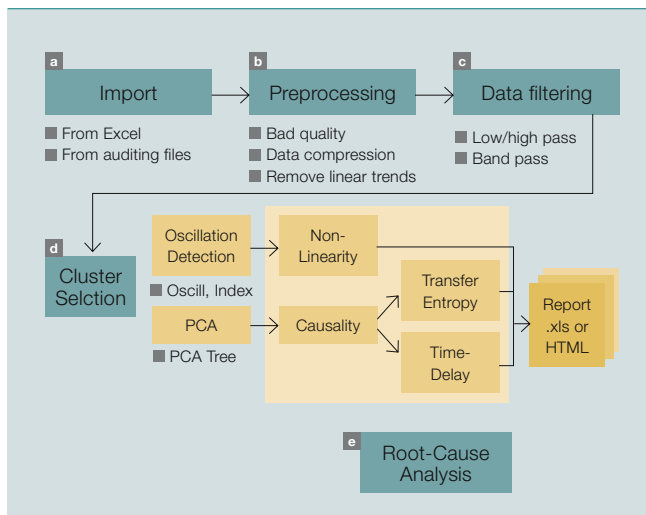 a
Import
From Excel
From auditing files
b
Preprocessing
Bad quality
Data compression
Remove linear trends
c
Data filtering
Low/high pass
Band pass
d
Cluster
Selction
Oscillation
Detection
Oscill, Index
PCA
PCA Tree
Non-
Linearity
Causality
Transfer
Entropy
Time-
Delay
Report
.xls or
HTML
e
Root-Cause
Analysis